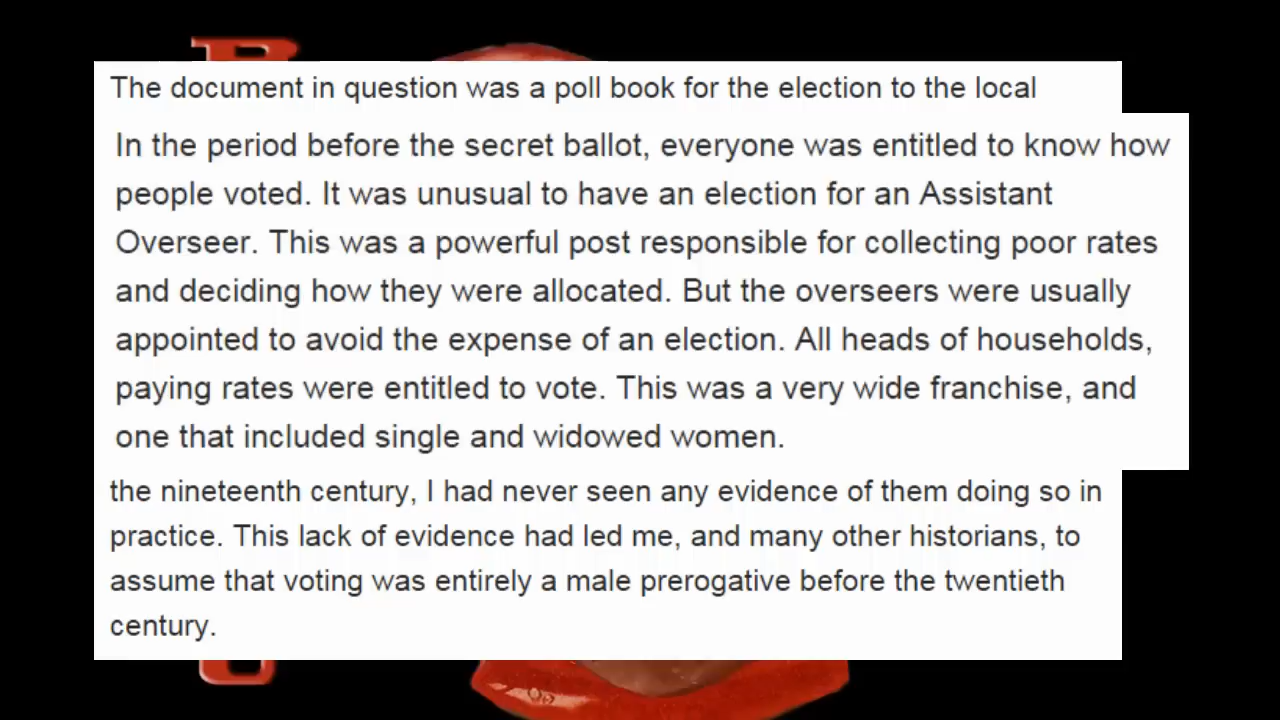 The document in question was a poll book for the election to the local
In the period before the secret ballot, everyone was entitled to know how
people voted. It was unusual to have an election for an Assistant
Overseer. This was a powerful post responsible for collecting poor rates
and deciding how they were allocated. But the overseers were usually
appointed to avoid the expense of an election. All heads of households,
paying rates were entitled to vote. This was a very wide franchise, and
one that included single and widowed women.
the nineteenth century, I had never seen any evidence of them doing so in
practice. This lack of evidence had led me, and many other historians, to
assume that voting was entirely a male prerogative before the twentieth
century.